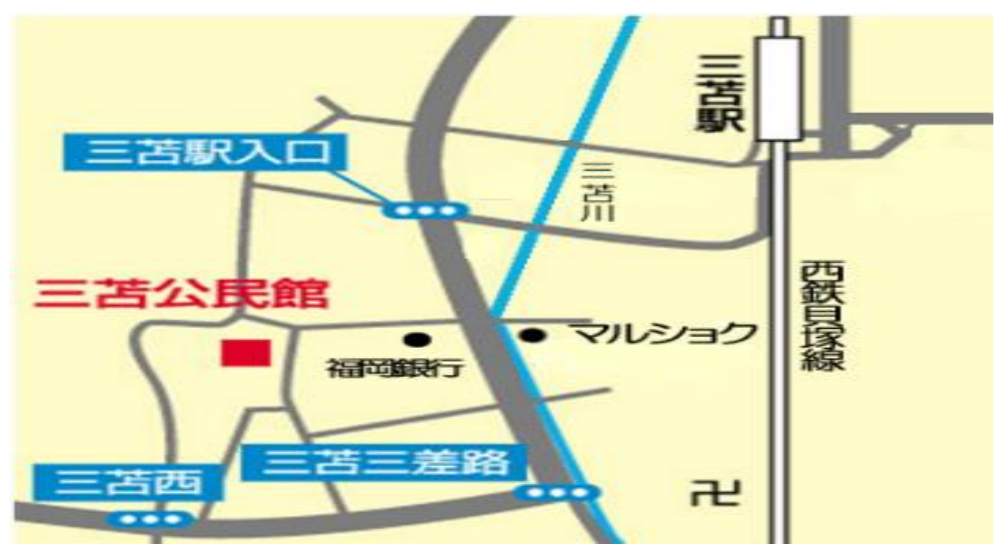 三苫駅
三苫駅入口
三苫川
西鉄貝塚線
三苫公民館
マルショク
福岡銀行
三苫三差路
三苫西
卍